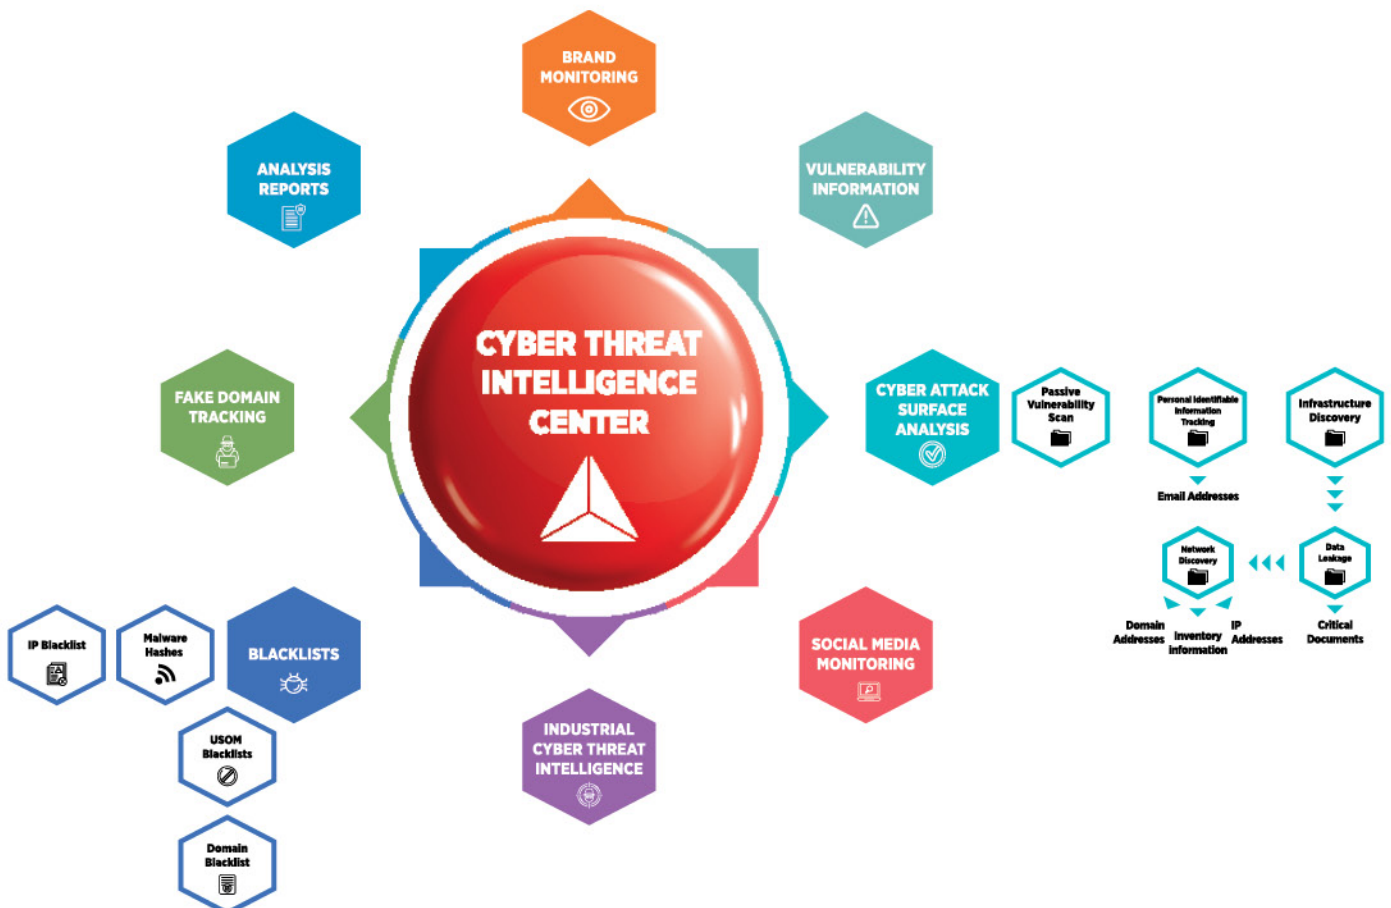 BRAND
MONITORING
ANALYSIS
REPORTS
VULNERABILITY
INFORMATION
CYBER THREAT
INTELLIGENCE
CENTER
FAKE DOMAIN
TRACKING
CYBER ATTACK
SURFACE
ANALYSIS
Passive
Vulnerability
Scan
Personal Identifiable
Information
Tracking
Infrastructure
Discovery
Email Addresses
Network
Discovery
Data
Leakage
Domain
Addresses
Inventory
information
IP
Addresses
Critical
Documents
IP Blacklist
Malware
Hashes
BLACKLISTS
SOCIAL MEDIA
MONITORING
USOM
Blacklists
INDUSTRIAL
CYBER THREAT
INTELLIGENCE
Domain
Blacklist